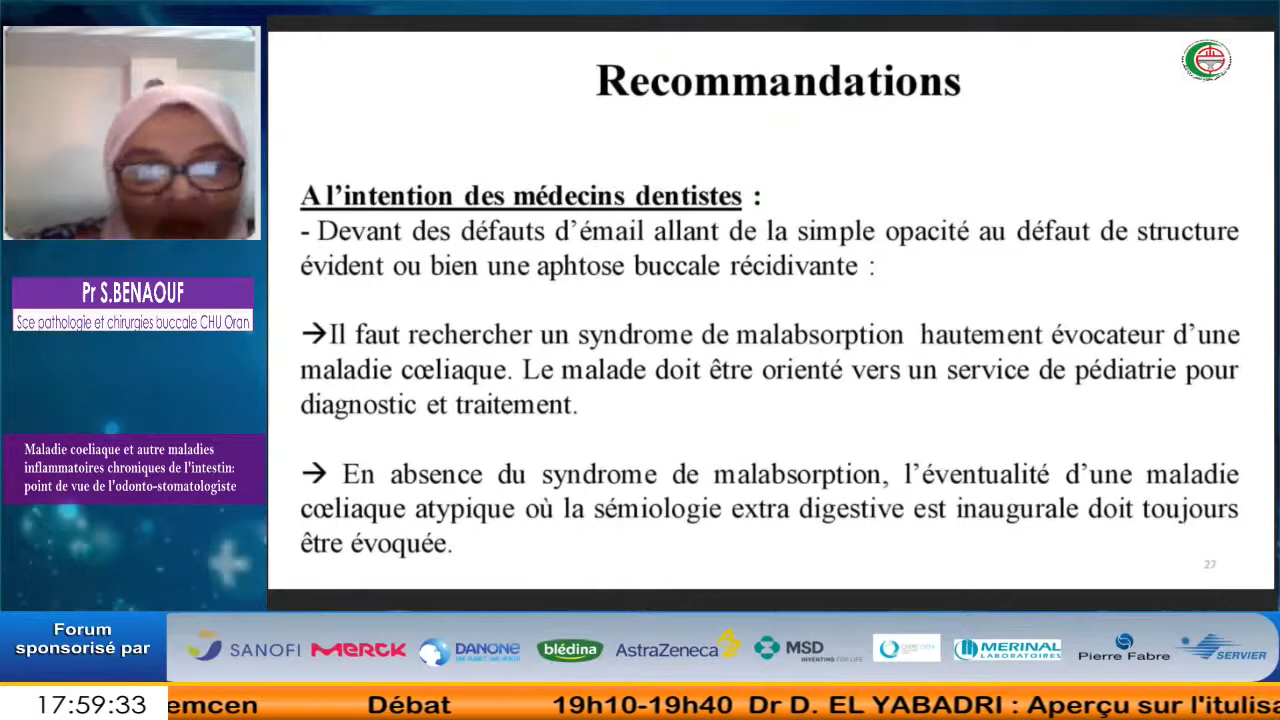 Recommandations
A l’intention des médecins dentistes :
- Devant des défauts d’émail allant de la simple opacité au défaut de structure
évident ou bien une aphtose buccale récidivante :
→Il faut rechercher un syndrome de malabsorption hautement évocateur d’une
maladie cœliaque. Le malade doit être orienté vers un service de pédiatrie pour
diagnostic et traitement.
→ En absence du syndrome de malabsorption, l’éventualité d’une maladie
cœliaque atypique où la sémiologie extra digestive est inaugurale doit toujours
être évoquée.
27
Pr S.BENAOUF
Sce pathologie et chirurgies buccale CHU Oran
Maladie coeliaque et autre maladies
inflammatoires chroniques de l'intestin:
point de vue de l'odonto-stomatologiste
Forum
sponsorisé par
SANOFI
MERCK
DANONE
ONE PLANET. ONE HEALTH
blédina
AstraZeneca
MSD
INVENTING FOR LIFE
MERINAL
LABORATOIRES
Pierre Fabre
SERVIER
17:59:33
emcen Débat 19h10-19h40 Dr D. EL YABADRI : Aperçu sur l'itulisa